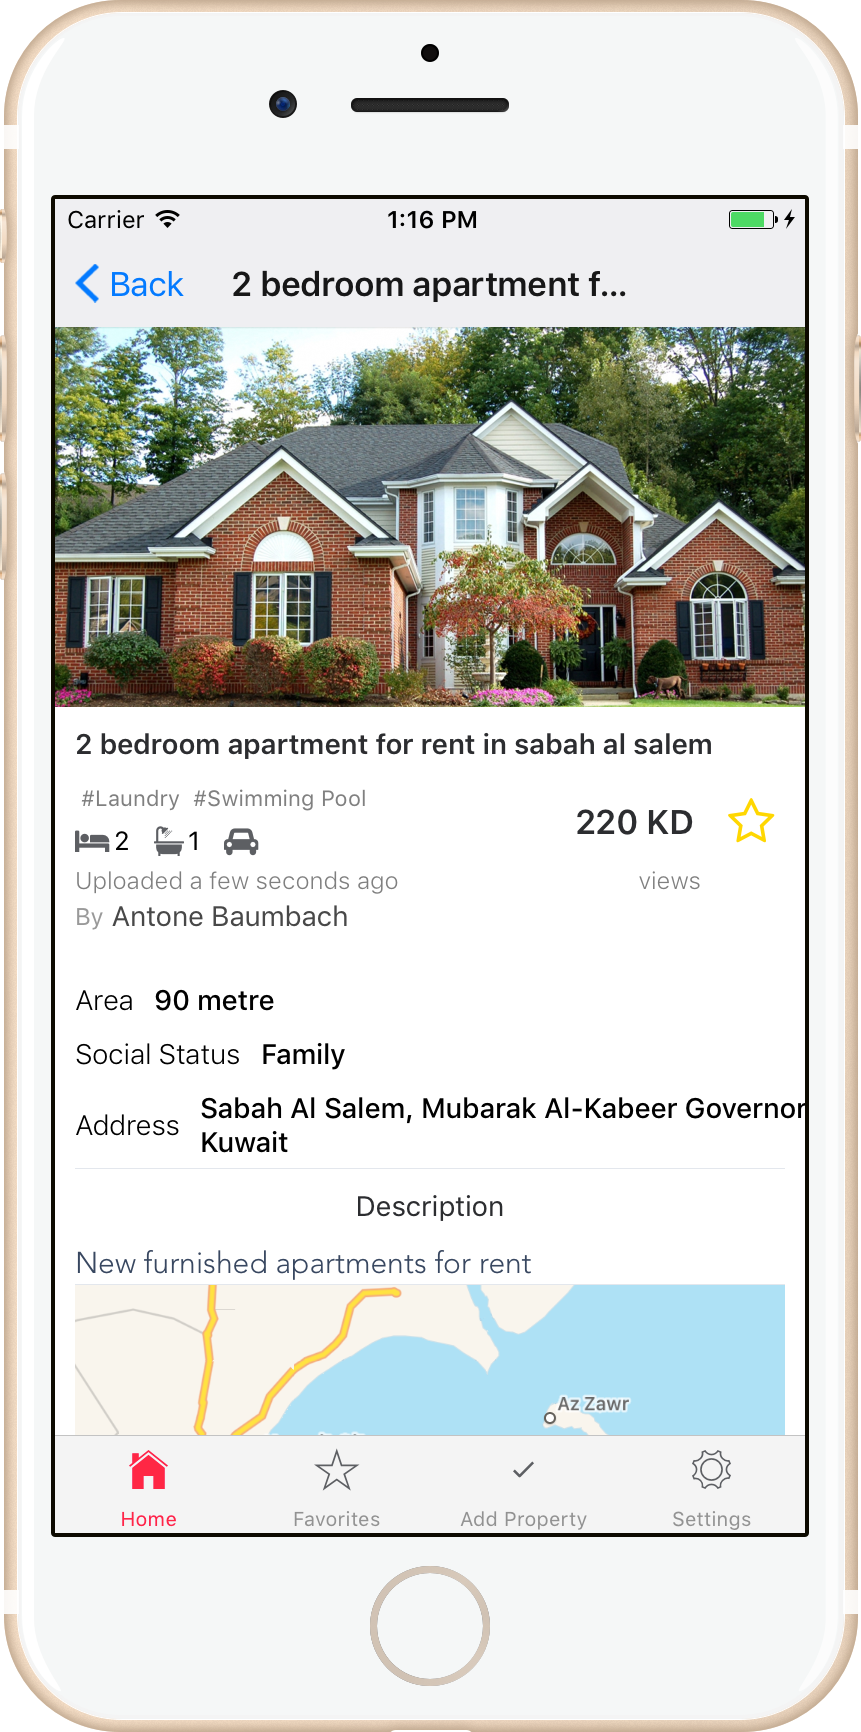 Carrier 1:16 PM
Back 2 bedroom apartment f...
2 bedroom apartment for rent in sabah al salem
#Laundry #Swimming Pool
220 KD
2 1
Uploaded a few seconds ago views
By Antone Baumbach
Area 90 metre
Social Status Family
Address Sabah Al Salem, Mubarak Al-Kabeer Governor
Kuwait
Description
New furnished apartments for rent
Az Zawr
Home Favorites Add Property Settings